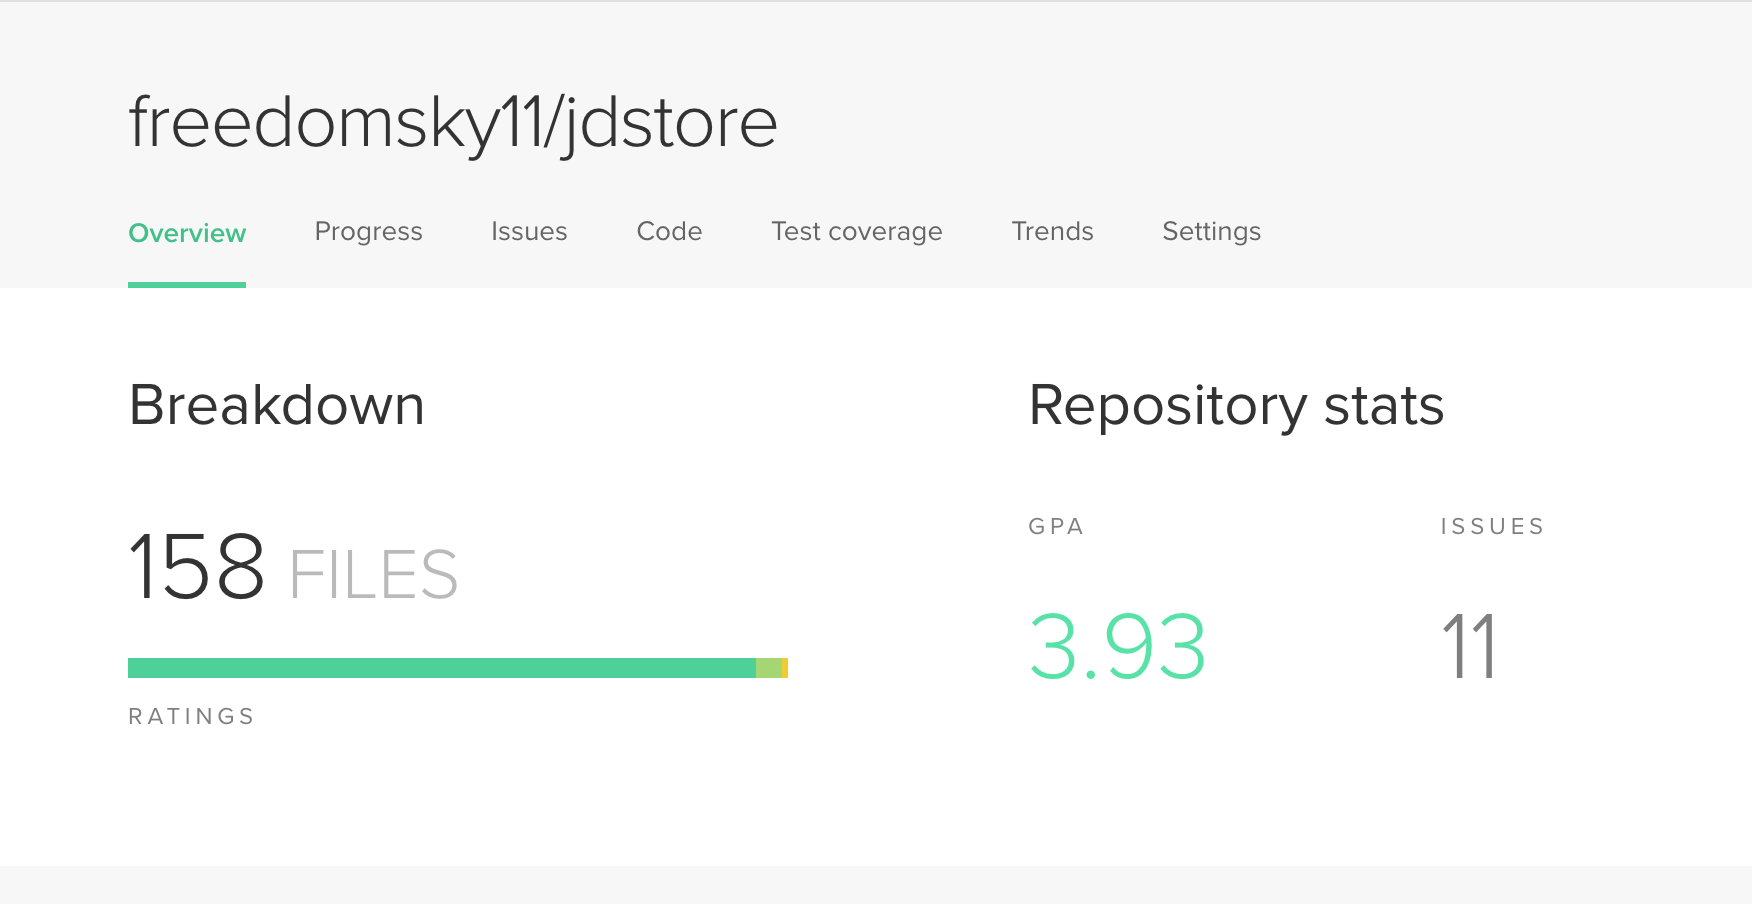 freedomsky11/jdstore
Overview Progress Issues Code Test coverage Trends Settings
Breakdown
158 FILES
RATINGS
Repository stats
GPA ISSUES
3.93 11